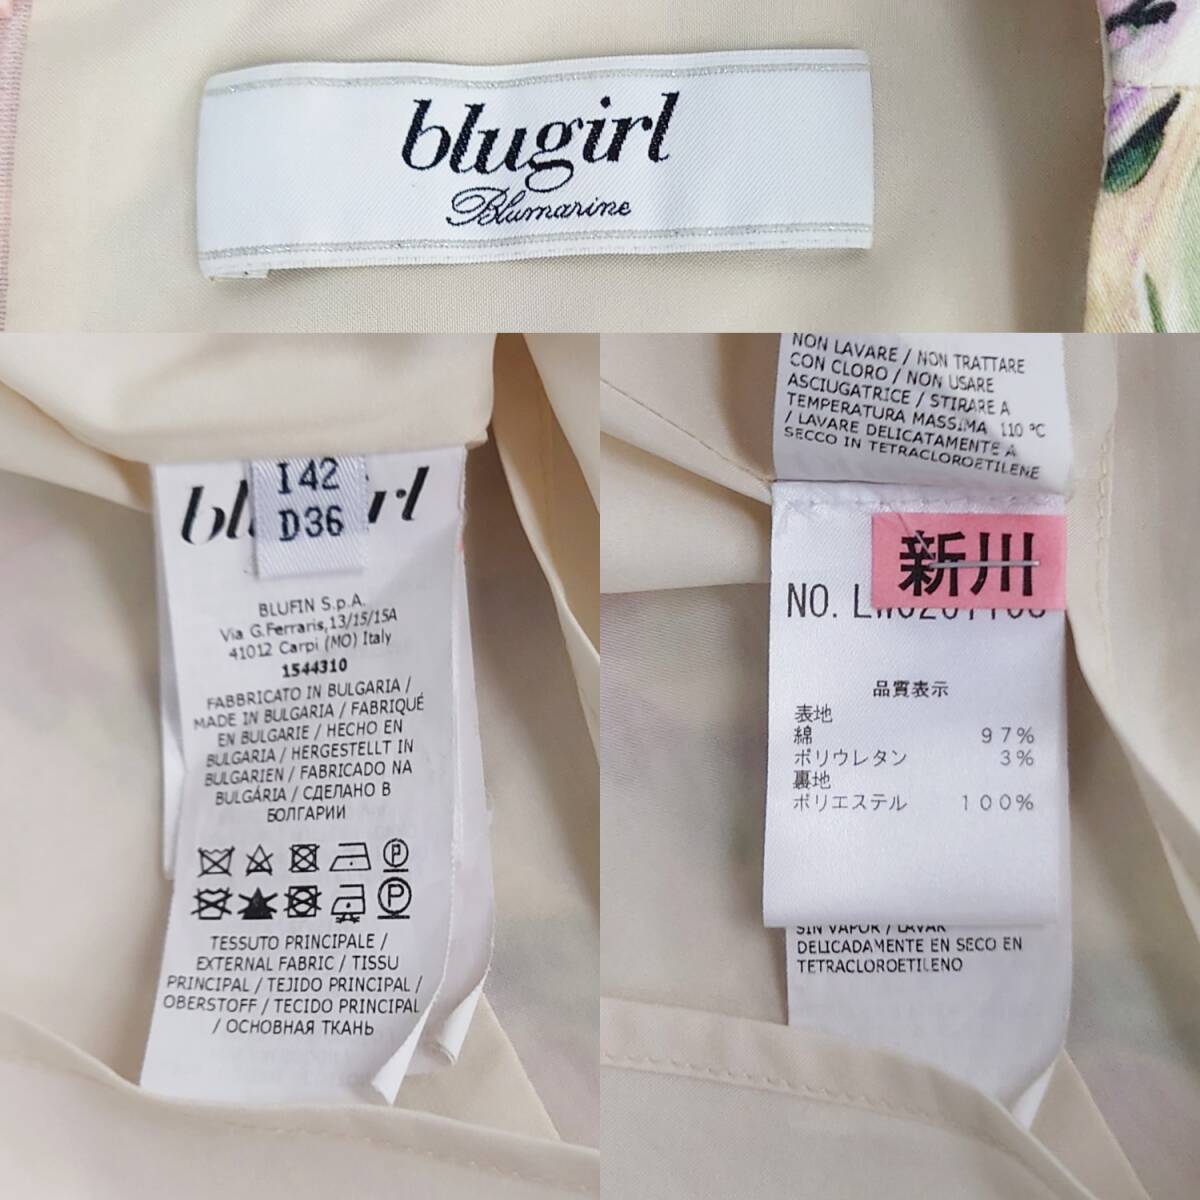 blugirl
Blumarine
I 42
D36
BLUFIN S.p.A.
Via G.Ferraris,13/15/15A
41012 Carpi (MO) Italy
1544310
FABBRICATO IN BULGARIA /
MADE IN BULGARIA / FABRIQUÉ
EN BULGARIE / HECHO EN
BULGARIA / HERGESTELLT IN
BULGARIEN / FABRICADO NA
BULGÁRIA / СДЕЛАНО В
БОЛГАРИИ
TESSUTO PRINCIPALE /
EXTERNAL FABRIC / TISSU
PRINCIPAL / TEJIDO PRINCIPAL /
OBERSTOFF / TECIDO PRINCIPAL
/ ОСНОВНАЯ ТКАНЬ
NON LAVARE / NON TRATTARE
CON CLORO / NON USARE
ASCIUGATRICE / STIRARE A
TEMPERATURA MASSIMA 110 °C
/ LAVARE DELICATAMENTE A
SECCO IN TETRACLOROETILENE
新川
NO.
品質表示
表地
綿 97%
ポリウレタン 3%
裏地
ポリエステル 100%
SIN VAPOR / LAVAR
DELICADAMENTE EN SECO EN
TETRACLOROETILENO